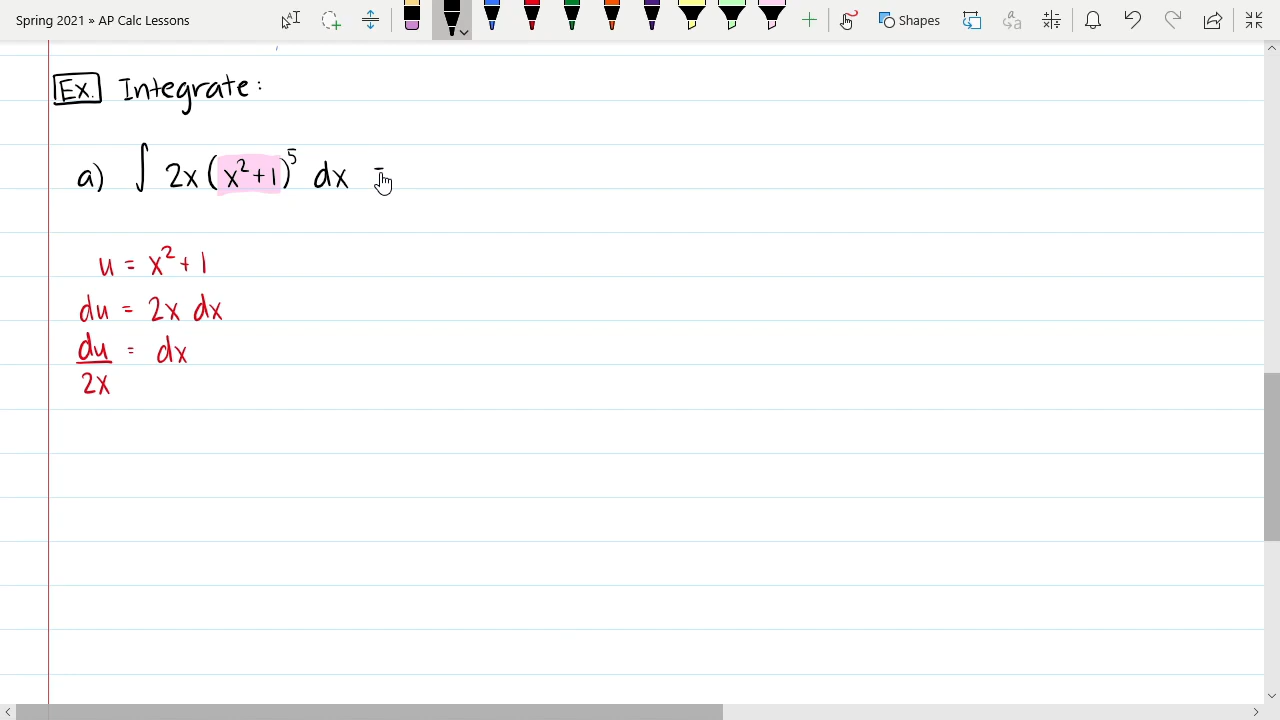 Spring 2021 » AP Calc Lessons
Shapes
Ex. Integrate:
a) ∫ 2x (x²+1)⁵ dx =
u = x² + 1
du = 2x dx
du/2x = dx